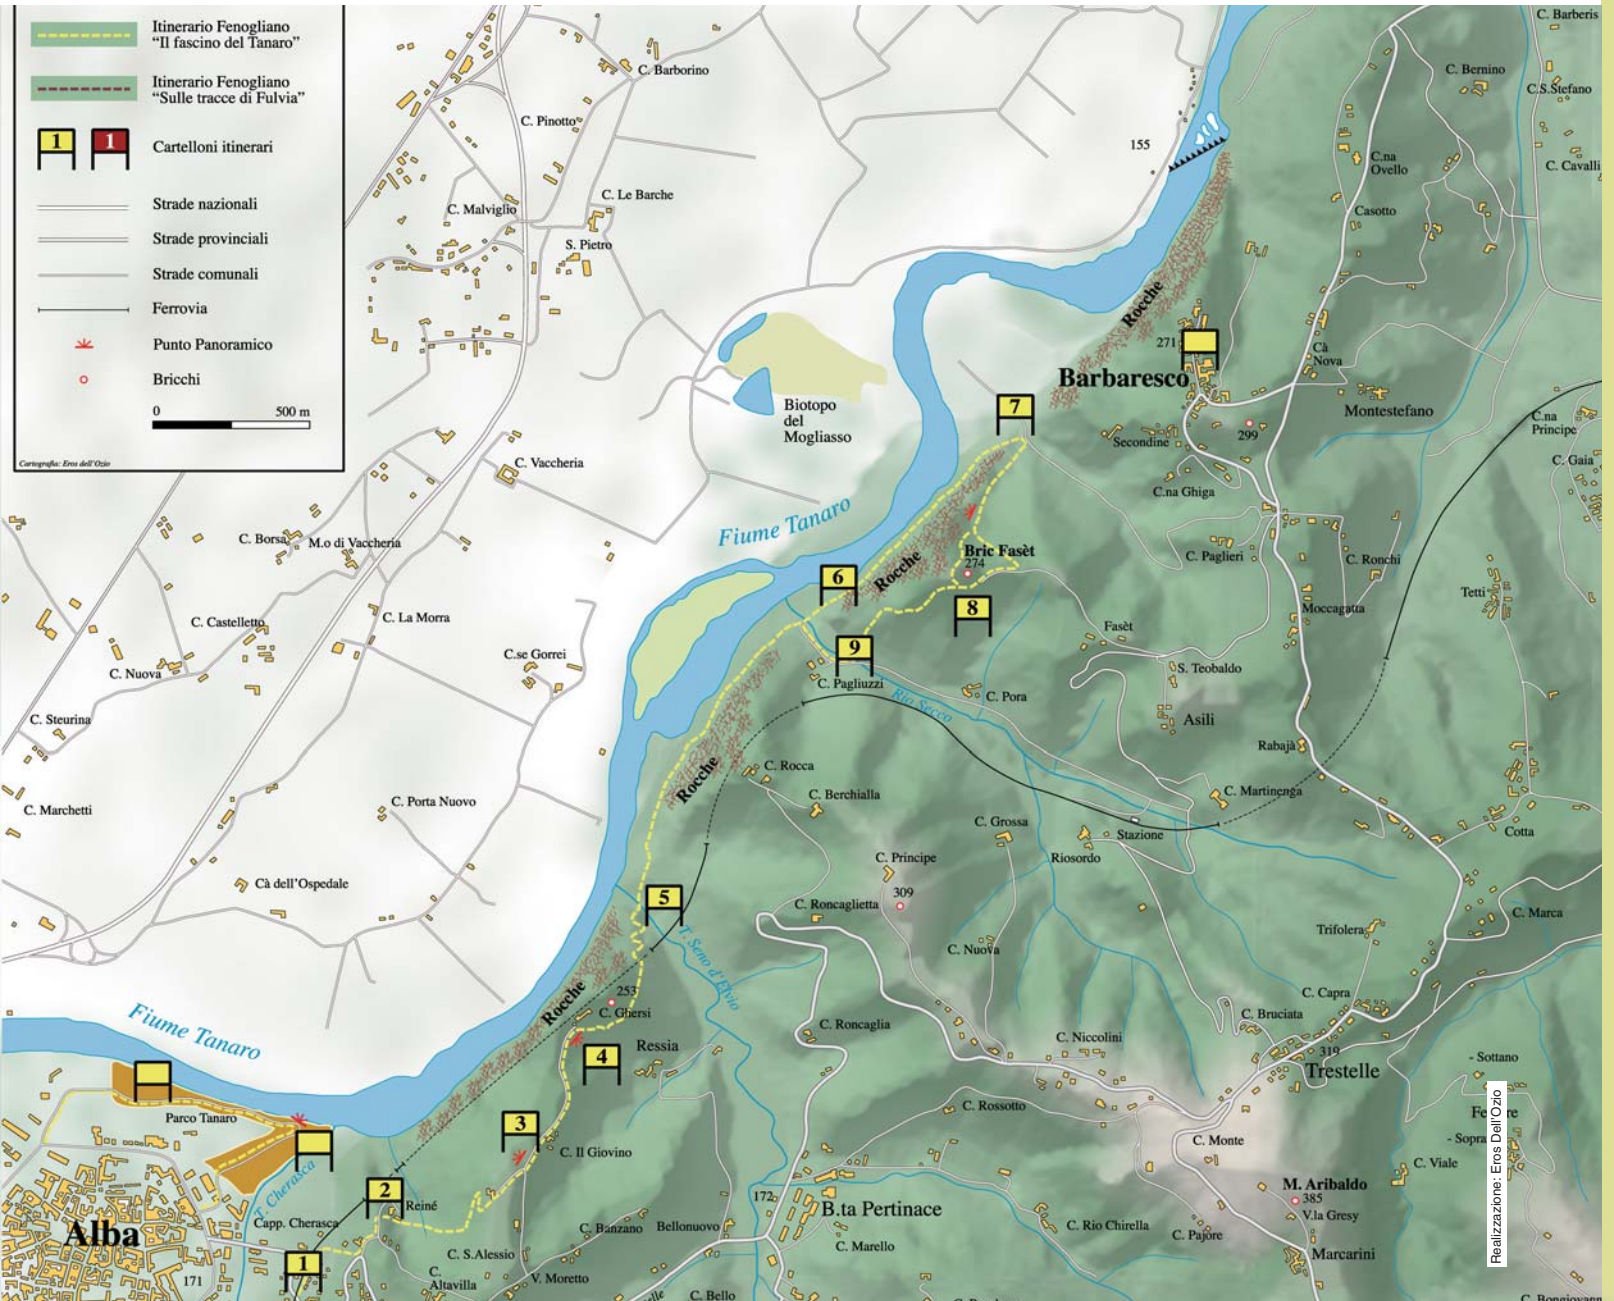 Itinerario Fenogliano
“Il fascino del Tanaro”
Itinerario Fenogliano
“Sulle tracce di Fulvia”
1
1
Cartelloni itinerari
Strade nazionali
Strade provinciali
Strade comunali
Ferrovia
Punto Panoramico
Bricchi
0
500 m
Cartografia: Eros dell'Ozio
C. Barborino
C. Pinotto
C. Le Barche
C. Malviglio
S. Pietro
155
C. Barberis
C. Bernino
C.S.Stefano
C.na
Ovello
C. Cavalli
Casotto
Rocche
271
Barbaresco
Cà
Nova
Montestefano
C.na
Principe
299
Secondine
C. Gaia
C.na Ghiga
Biotopo
del
Mogliasso
7
C. Vaccheria
Fiume Tanaro
C. Borsa
M.o di Vaccheria
Bric Fasèt
274
Rocche
6
8
C. Paglieri
C. Ronchi
Tetti
Moccagatta
C. Castelletto
C. La Morra
Fasèt
9
C.se Gorrei
S. Teobaldo
C. Nuova
C. Pagliuzzi
Rio Secco
C. Pora
C. Steurina
Asili
Rabajà
C. Rocca
Rocche
C. Martinenga
C. Berchialla
C. Porta Nuovo
C. Marchetti
C. Grossa
Stazione
Cotta
C. Principe
Riosordo
309
Cà dell'Ospedale
5
C. Roncaglietta
C. Marca
Trifolera
T. Seno d'Elvio
C. Nuova
253
Rocche
C. Ghersi
C. Capra
C. Bruciata
Fiume Tanaro
C. Roncaglia
C. Niccolini
Ressia
4
319
Trestelle
- Sottano
Parco Tanaro
3
C. Rossotto
- Sopra
C. Il Giovino
C. Monte
C. Viale
T. Cherasca
M. Aribaldo
385
V.la Gresy
2
Reiné
172
B.ta Pertinace
Capp. Cherasca
Alba
C. Banzano
Bellonuovo
C. Rio Chirella
C. Pajòre
C. S.Alessio
C. Marello
Marcarini
1
171
C.
Altavilla
V. Moretto
C. Bello
Realizzazione: Eros Dell'Ozio